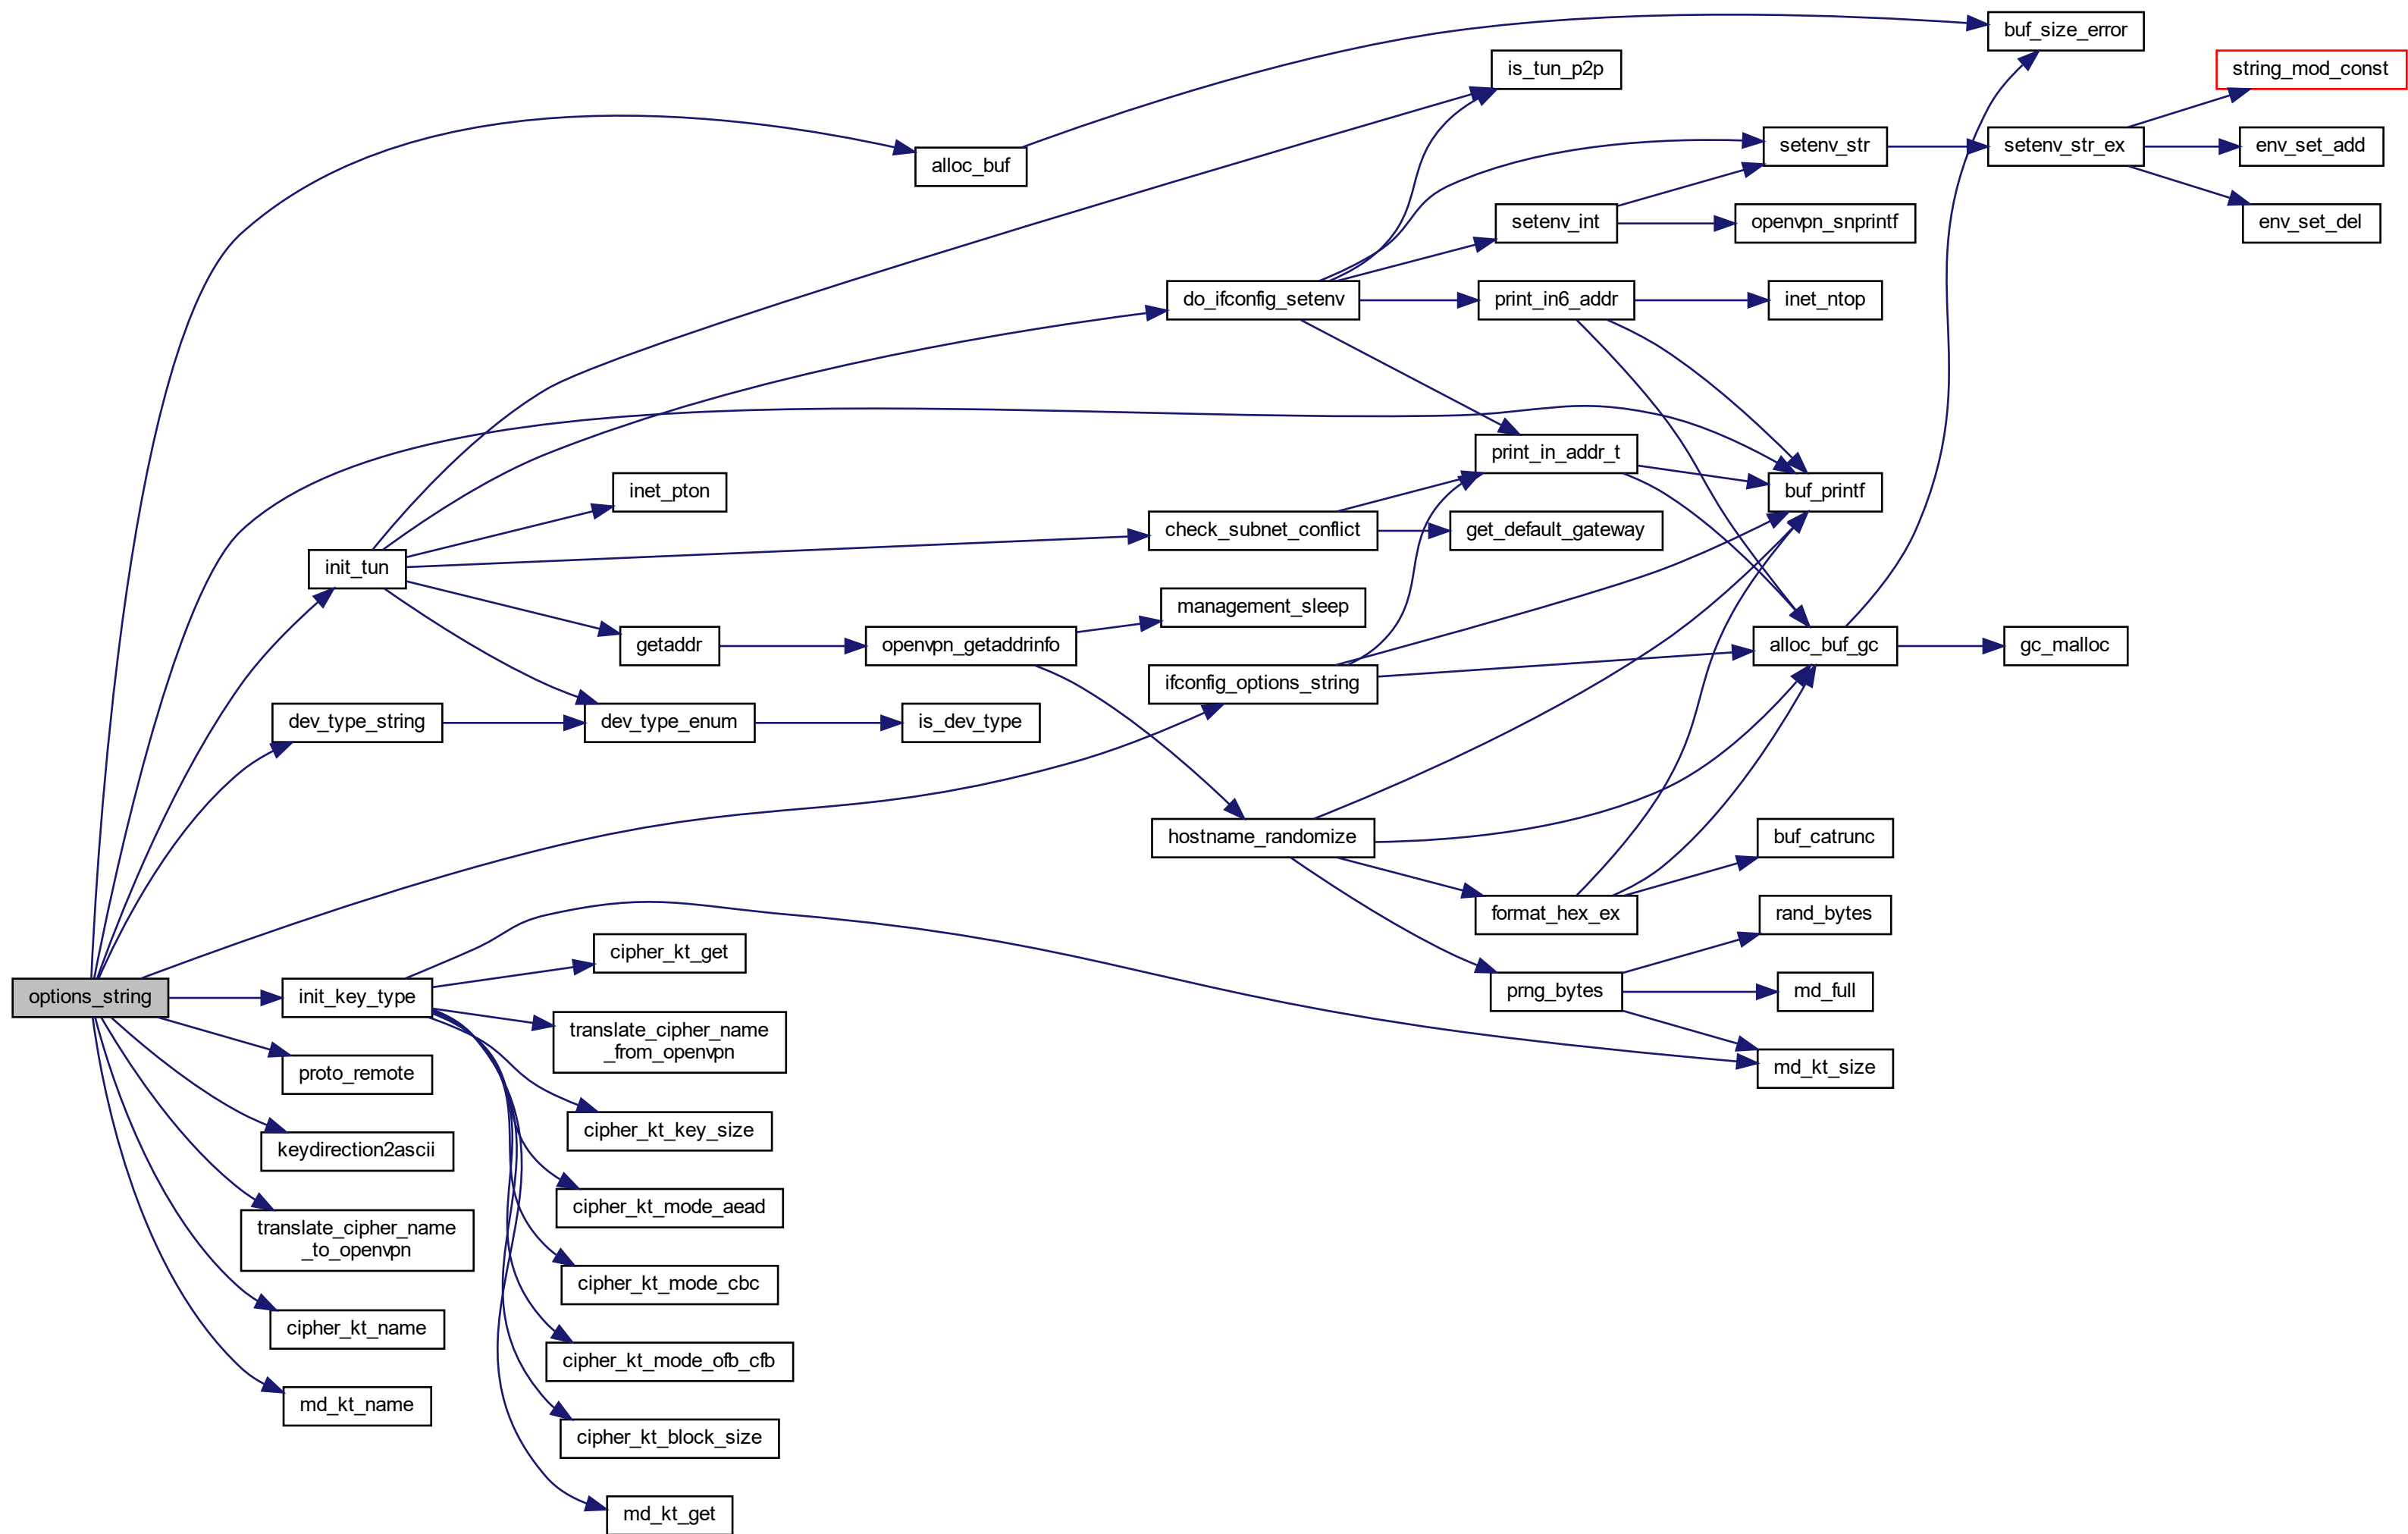 buf_size_error
is_tun_p2p
string_mod_const
alloc_buf
setenv_str
setenv_str_ex
env_set_add
setenv_int
openvpn_snprintf
env_set_del
do_ifconfig_setenv
print_in6_addr
inet_ntop
print_in_addr_t
inet_pton
buf_printf
check_subnet_conflict
get_default_gateway
init_tun
management_sleep
getaddr
openvpn_getaddrinfo
alloc_buf_gc
gc_malloc
ifconfig_options_string
dev_type_string
dev_type_enum
is_dev_type
hostname_randomize
buf_catrunc
format_hex_ex
rand_bytes
cipher_kt_get
options_string
init_key_type
prng_bytes
md_full
translate_cipher_name
_from_openvpn
proto_remote
md_kt_size
cipher_kt_key_size
keydirection2ascii
cipher_kt_mode_aead
translate_cipher_name
_to_openvpn
cipher_kt_mode_cbc
cipher_kt_name
cipher_kt_mode_ofb_cfb
md_kt_name
cipher_kt_block_size
md_kt_get